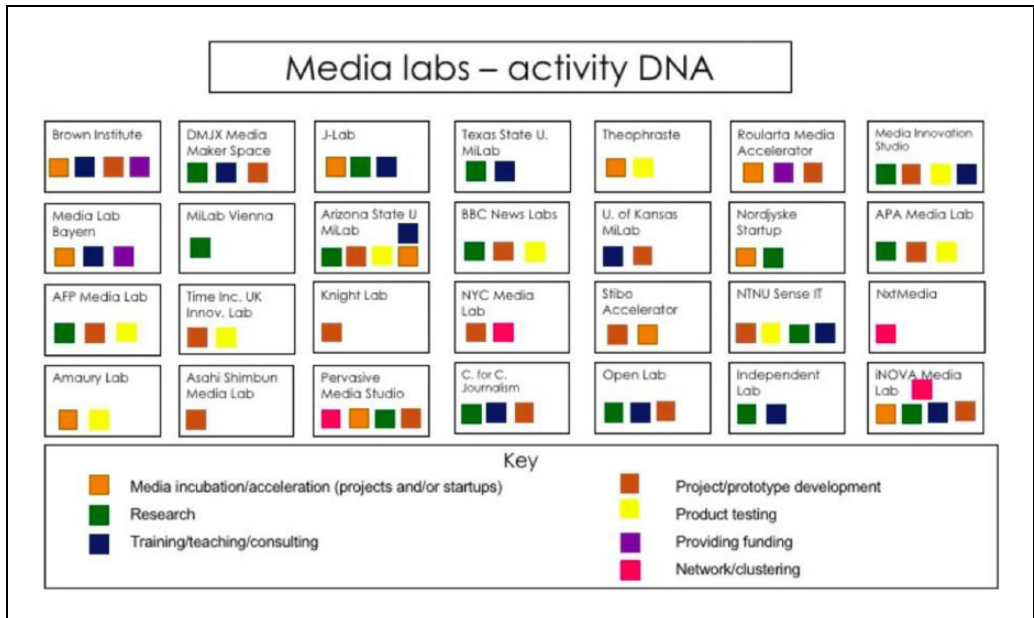 Media labs – activity DNA
Brown Institute
DMJX Media
Maker Space
J-Lab
Texas State U.
MiLab
Theophraste
Roularta Media
Accelerator
Media Innovation
Studio
Media Lab
Bayern
MiLab Vienna
Arizona State U
MiLab
BBC News Labs
U. of Kansas
MiLab
Nordjyske
Startup
APA Media Lab
AFP Media Lab
Time Inc. UK
Innov. Lab
Knight Lab
NYC Media
Lab
Stibo
Accelerator
NTNU Sense IT
NxtMedia
Amaury Lab
Asahi Shimbun
Media Lab
Pervasive
Media Studio
C. for C.
Journalism
Open Lab
Independent
Lab
iNOVA Media
Lab
Key
Media incubation/acceleration (projects and/or startups)
Research
Training/teaching/consulting
Project/prototype development
Product testing
Providing funding
Network/clustering